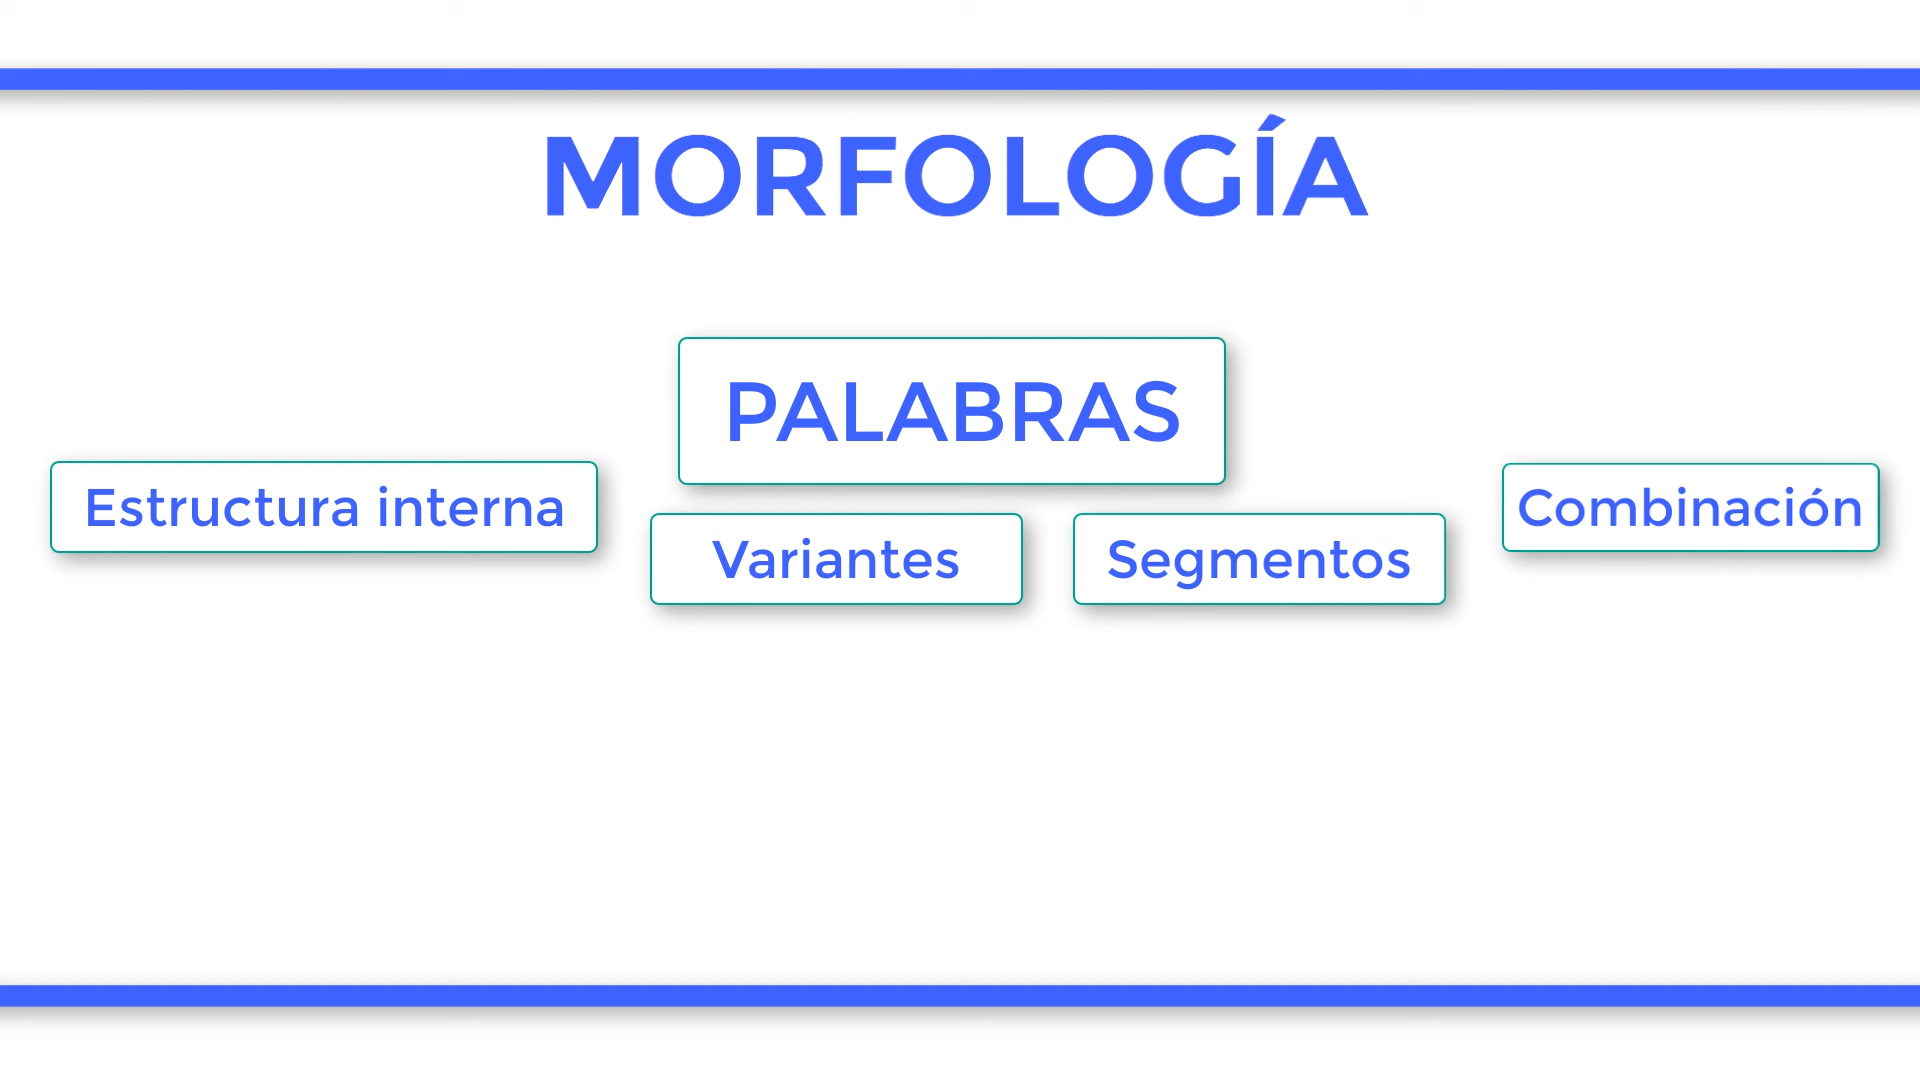 MORFOLOGÍA
PALABRAS
Estructura interna
Variantes
Segmentos
Combinación